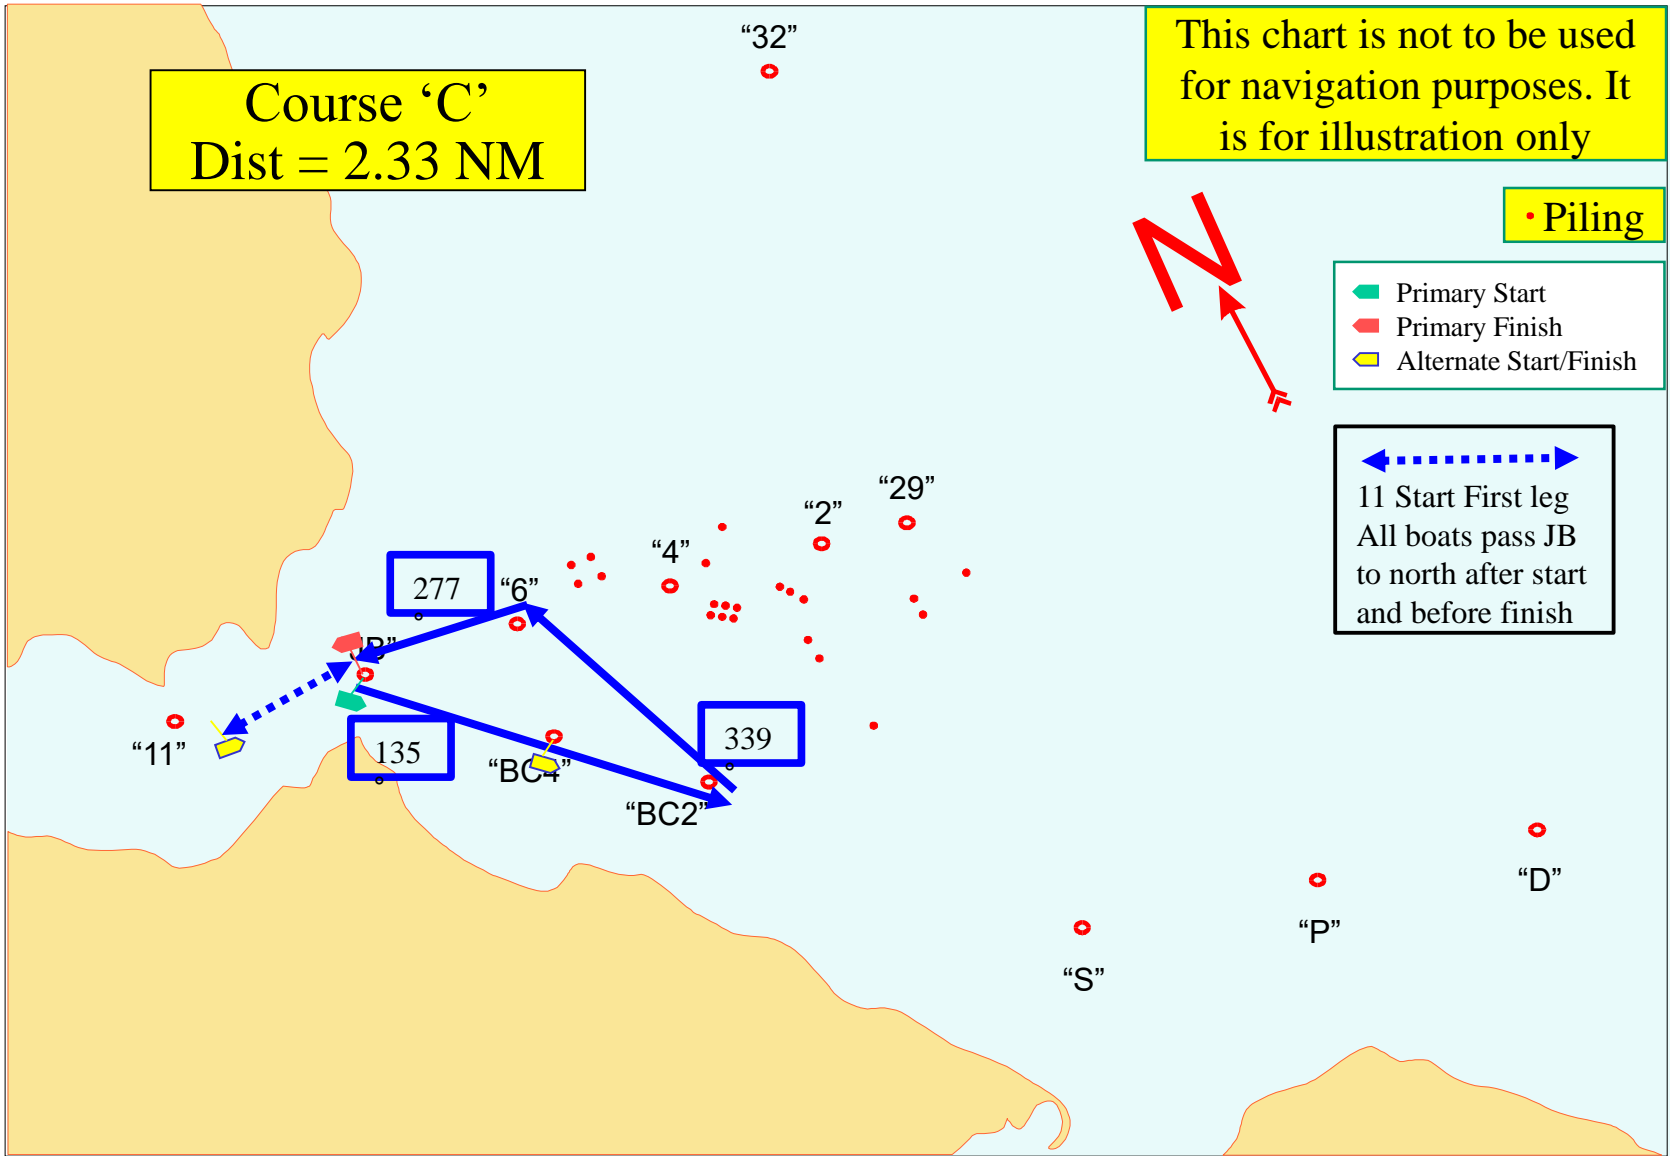 “32”
This chart is not to be used
for navigation purposes. It
is for illustration only
Course ‘C’
Dist = 2.33 NM
N
Piling
Primary Start
Primary Finish
Alternate Start/Finish
11 Start First leg
All boats pass JB
to north after start
and before finish
“29”
“2”
“4”
277°
“6”
JB”
“11”
135°
“BC4”
339°
“BC2”
“D”
“P”
“S”